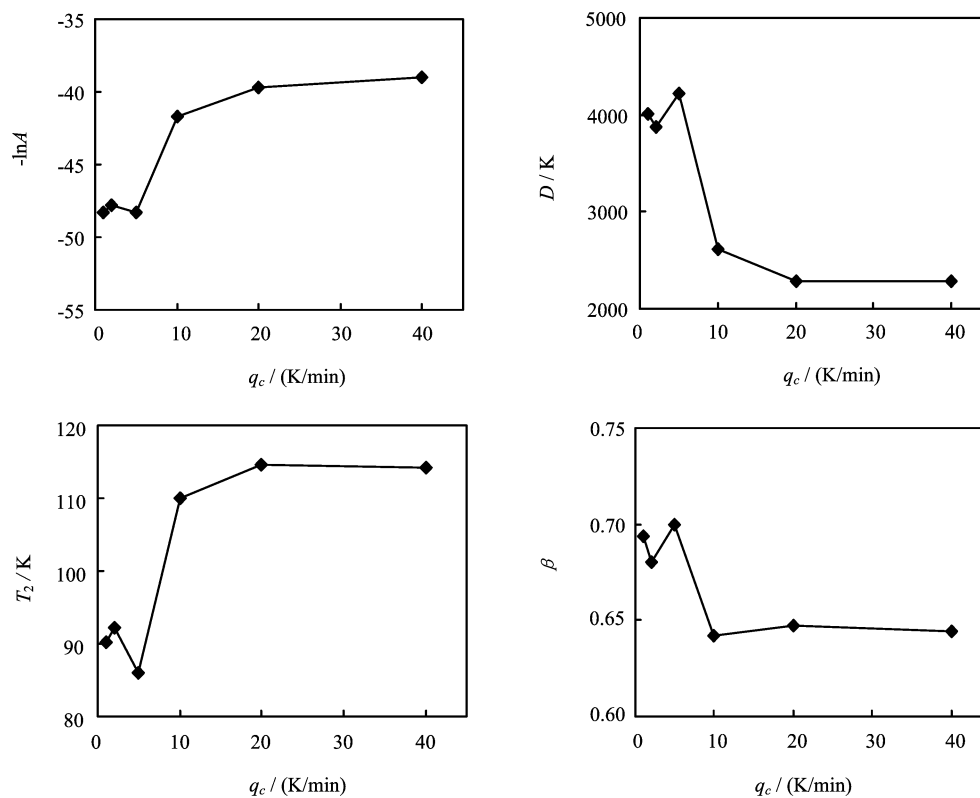 -35
-40
-45
-50
-55
-lnA
0 10 20 30 40
q_c / (K/min)
5000
4000
3000
2000
D / K
0 10 20 30 40
q_c / (K/min)
120
110
100
90
80
T_2 / K
0 10 20 30 40
q_c / (K/min)
0.75
0.70
0.65
0.60
β
0 10 20 30 40
q_c / (K/min)